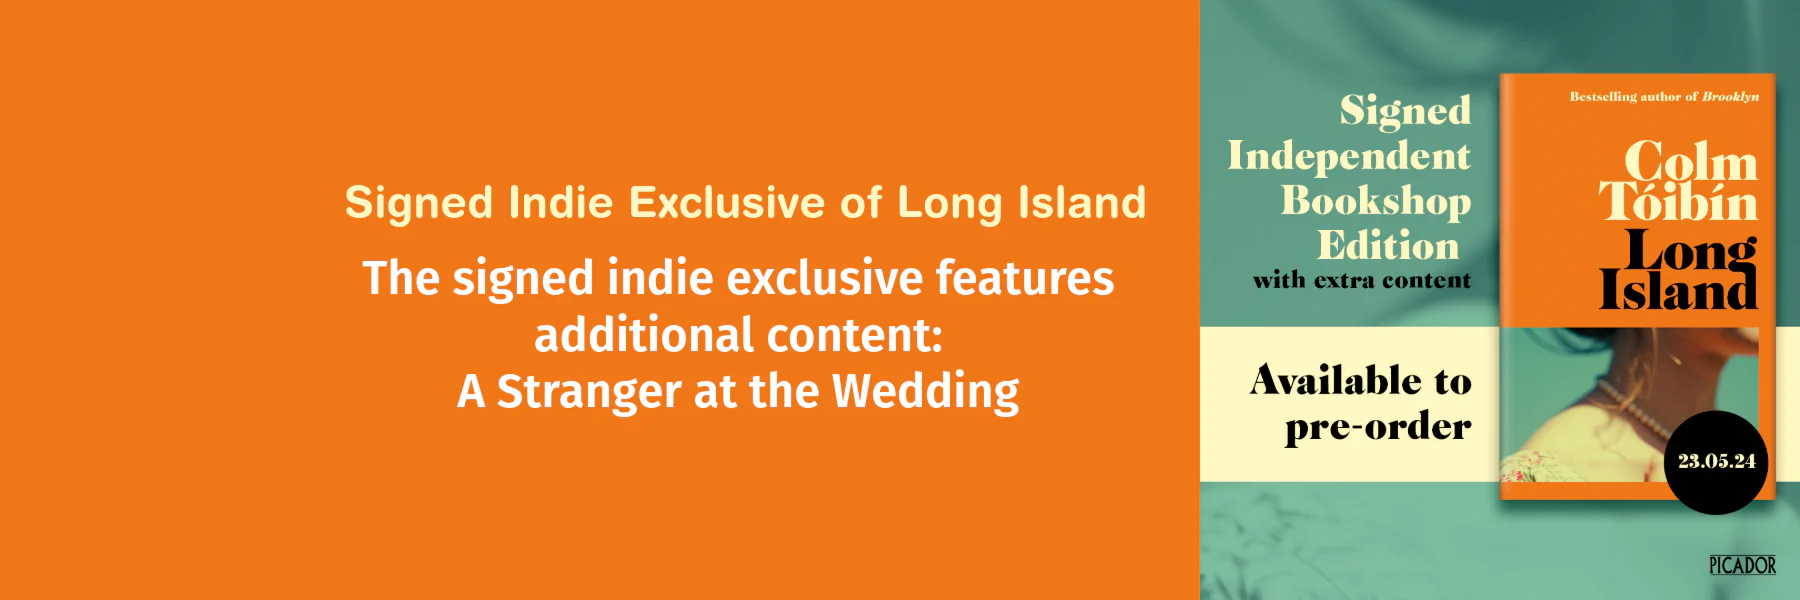 Signed Indie Exclusive of Long Island
The signed indie exclusive features
additional content:
A Stranger at the Wedding
Signed
Independent
Bookshop
Edition
with extra content
Available to
pre-order
Bestselling author of Brooklyn
Colm
Tóibín
Long
Island
23.05.24
PICADOR